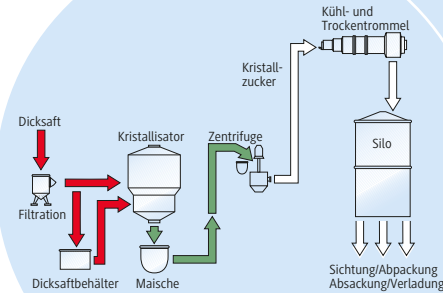 Kühl- und
Trockentrommel
Kristall-
zucker
Dicksaft
Kristallisator
Zentrifuge
Silo
Filtration
Dicksaftbehälter
Maische
Sichtung/Abpackung
Absackung/Verladung